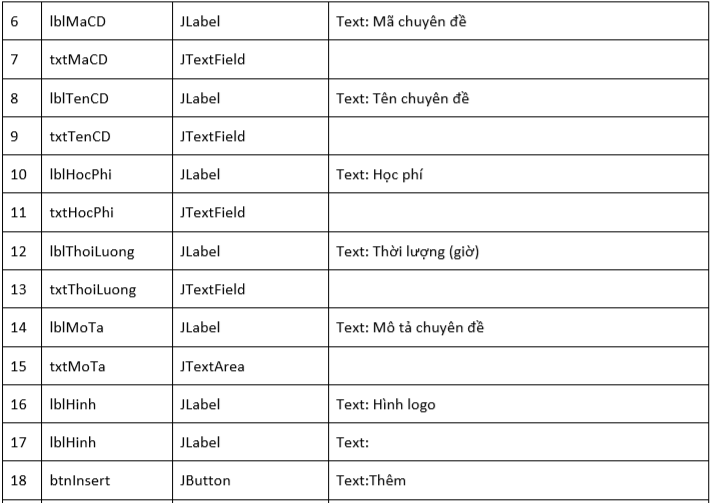 6 lblMaCD JLabel Text: Mã chuyên đề
7 txtMaCD JTextField
8 lblTenCD JLabel Text: Tên chuyên đề
9 txtTenCD JTextField
10 lblHocPhi JLabel Text: Học phí
11 txtHocPhi JTextField
12 lblThoiLuong JLabel Text: Thời lượng (giờ)
13 txtThoiLuong JTextField
14 lblMoTa JLabel Text: Mô tả chuyên đề
15 txtMoTa JTextArea
16 lblHinh JLabel Text: Hình logo
17 lblHinh JLabel Text:
18 btnInsert JButton Text:Thêm